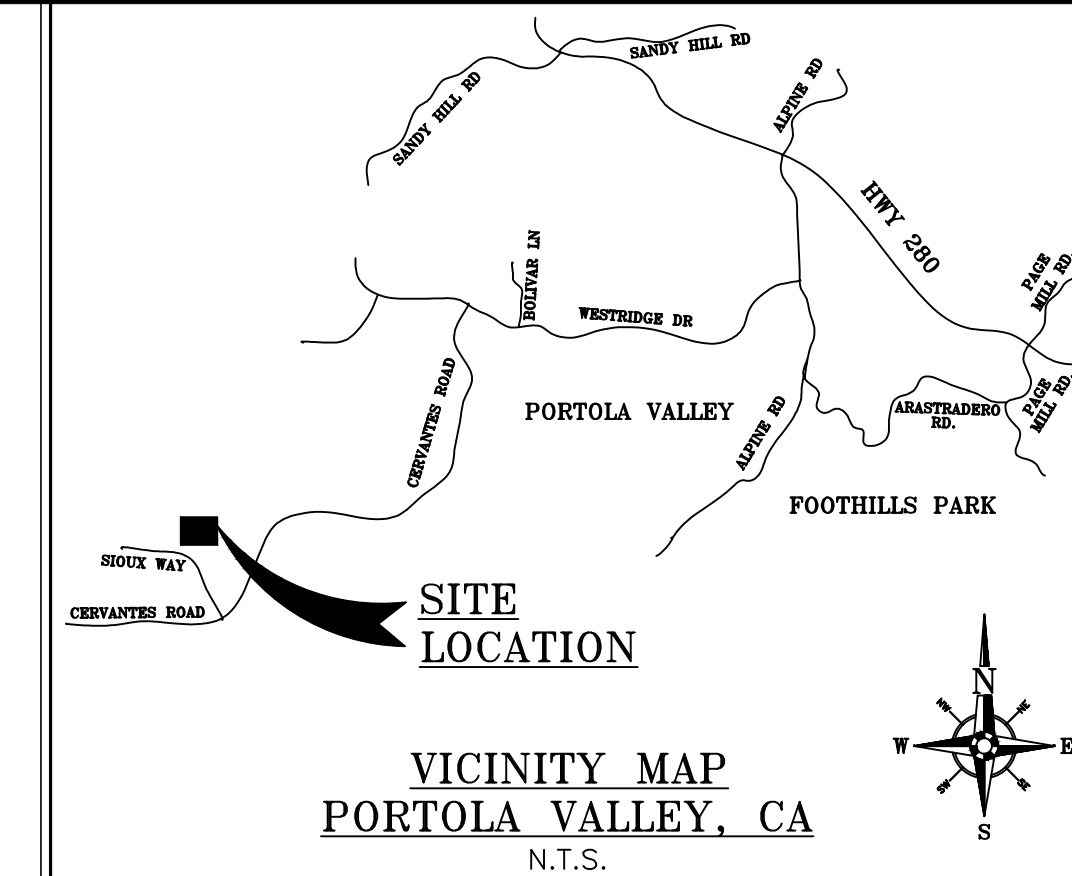 SANDY HILL RD
SANDY HILL RD
ALPINE RD
HWY 280
PAGE
MILL RD.
BOLIVAR LN
WESTRIDGE DR
CERVANTES ROAD
PORTOLA VALLEY
ALPINE RD
ARASTRADERO
RD.
PAGE
MILL RD.
FOOTHILLS PARK
SIOUX WAY
CERVANTES ROAD
SITE
LOCATION
N
NW
NE
W
E
SW
SE
S
VICINITY MAP
PORTOLA VALLEY, CA
N.T.S.